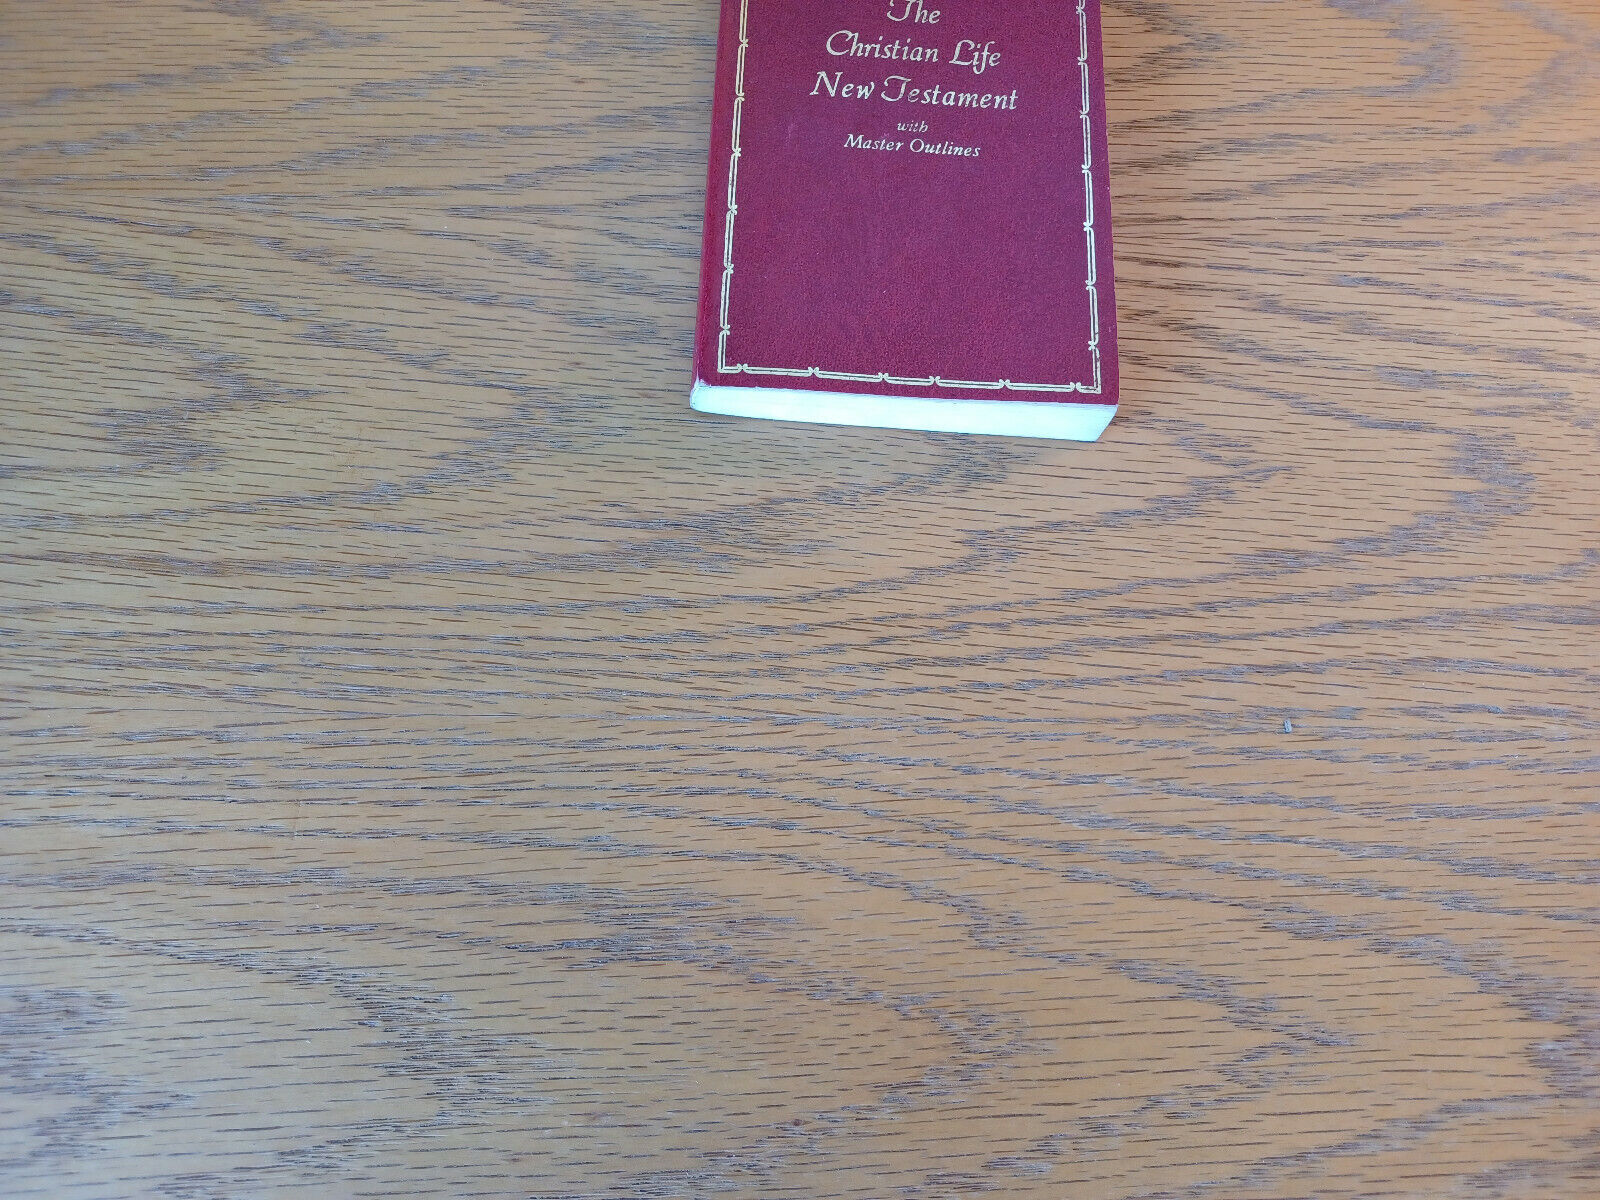 The
Christian Life
New Testament
with
Master Outlines